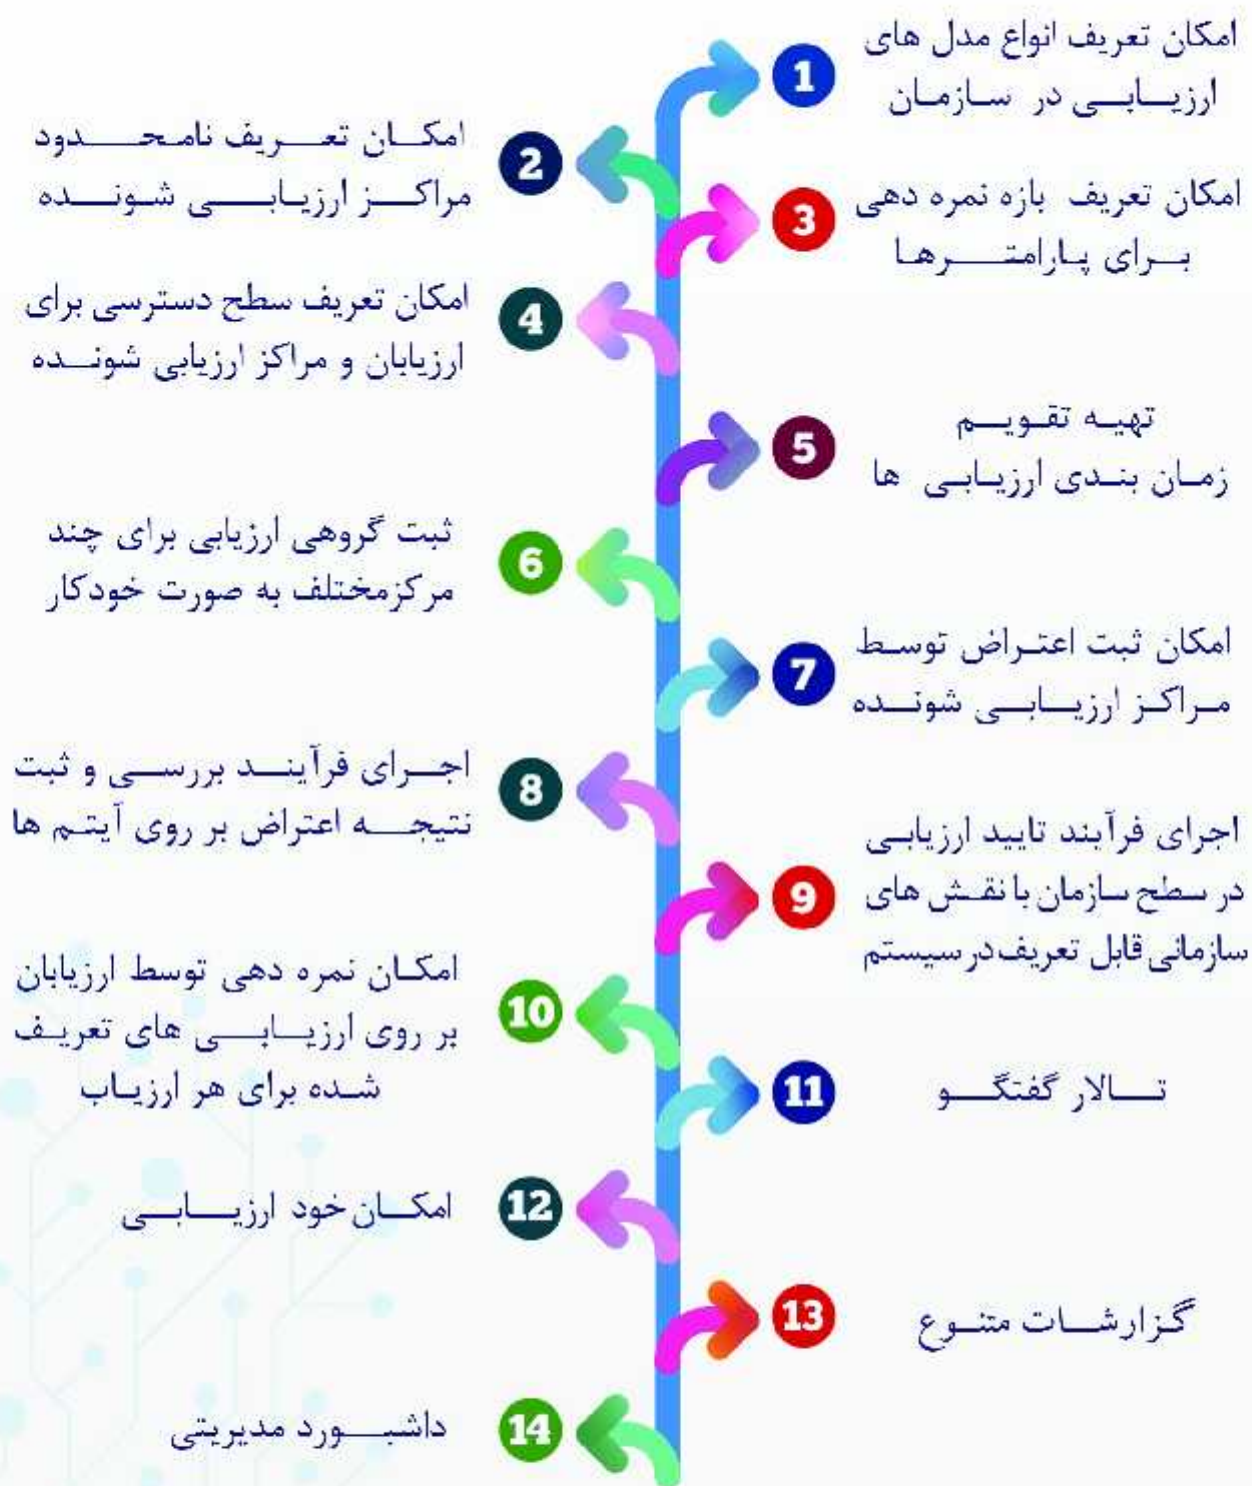 1
امکان تعریف انواع مدل های
ارزیابی در سازمان
2
امکان تعریف نامحدود
مراکز ارزیابی شونده
3
امکان تعریف بازه نمره دهی
برای پارامترها
4
امکان تعریف سطح دسترسی برای
ارزیابان و مراکز ارزیابی شونده
5
تهیه تقویم
زمان بندی ارزیابی ها
6
ثبت گروهی ارزیابی برای چند
مرکزمختلف به صورت خودکار
7
امکان ثبت اعتراض توسط
مراکز ارزیابی شونده
8
اجرای فرآیند بررسی و ثبت
نتیجه اعتراض بر روی آیتم ها
9
اجرای فرآیند تایید ارزیابی
در سطح سازمان با نقش های
سازمانی قابل تعریف در سیستم
10
امکان نمره دهی توسط ارزیابان
بر روی ارزیابی های تعریف
شده برای هر ارزیاب
11
تالار گفتگو
12
امکان خود ارزیابی
13
گزارشات متنوع
14
داشبورد مدیریتی